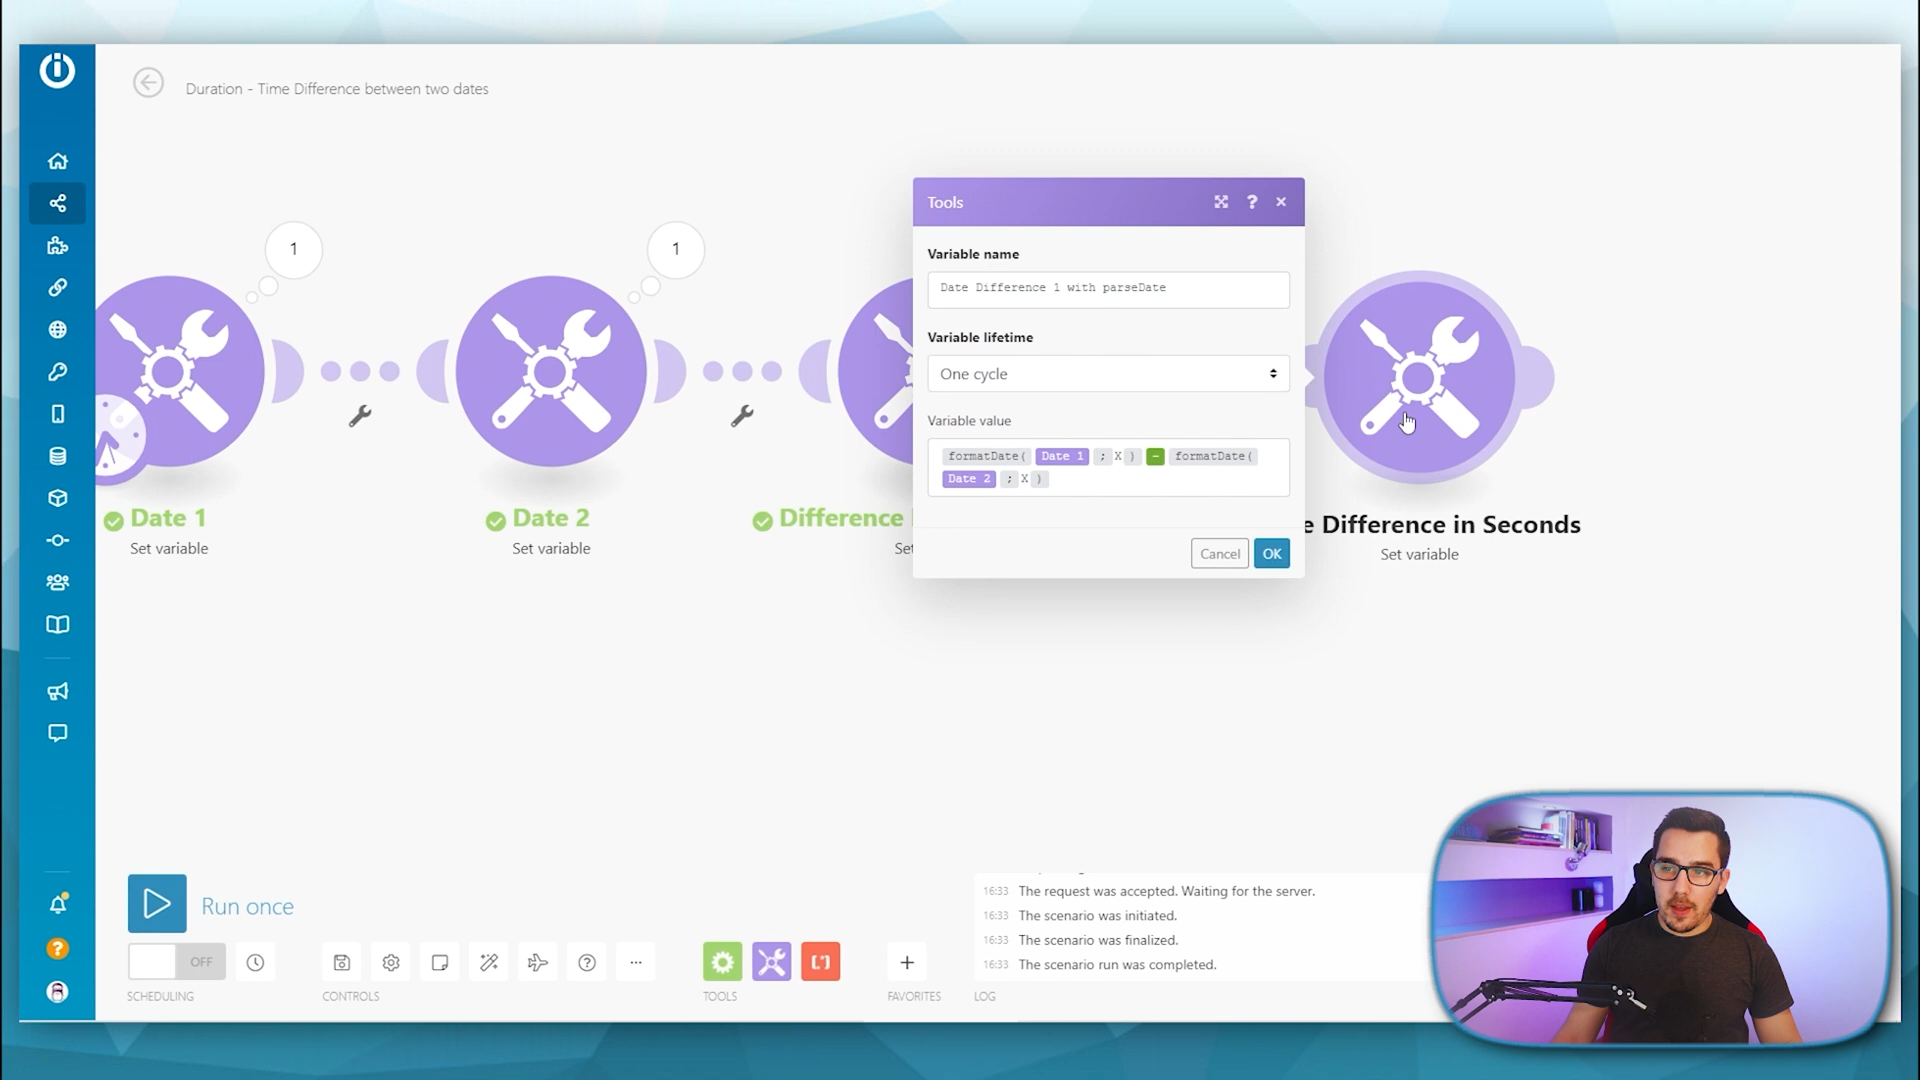 Duration - Time Difference between two dates
1
1
Tools
?
Variable name
Date Difference 1 with parseDate
Variable lifetime
One cycle
Variable value
formatDate( Date 1 ; X ) - formatDate(
Date 2 ; X )
Cancel OK
Date 1
Set variable
Date 2
Set variable
Difference
Set
e Difference in Seconds
Set variable
Run once
OFF
SCHEDULING
CONTROLS
TOOLS
FAVORITES
16:33 The request was accepted. Waiting for the server.
16:33 The scenario was initiated.
16:33 The scenario was finalized.
16:33 The scenario run was completed.
LOG